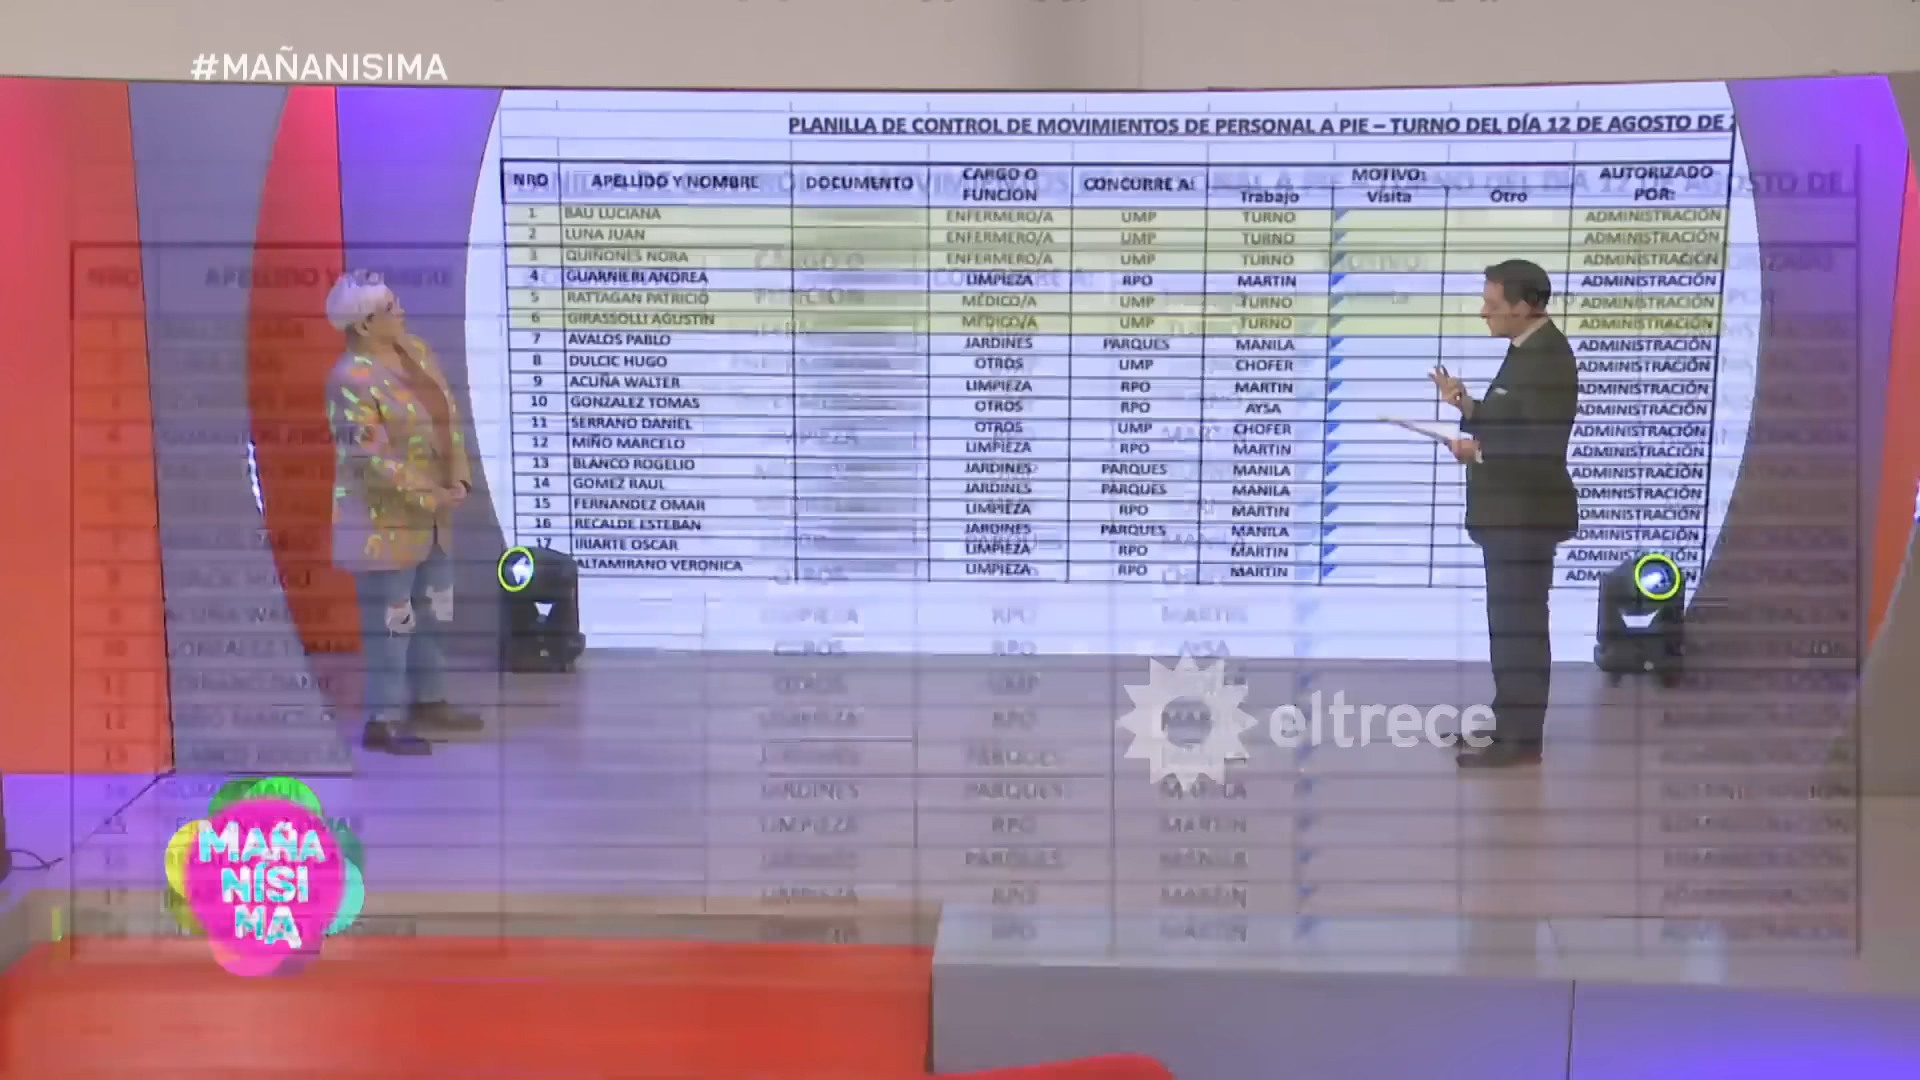 #MAÑANISIMA
PLANILLA DE CONTROL DE MOVIMIENTOS DE PERSONAL A PIE – TURNO DEL DÍA 12 DE AGOSTO DE
NRO APELLIDO Y NOMBRE DOCUMENTO CARGO O FUNCION CONCURRE A: MOTIVO: Trabajo Visita Otro AUTORIZADO POR:
1 BAU LUCIANA ENFERMERO/A UMP TURNO ADMINISTRACIÓN
2 LUNA JUAN ENFERMERO/A UMP TURNO ADMINISTRACIÓN
3 QUIÑONES NORA ENFERMERO/A UMP TURNO ADMINISTRACIÓN
4 GUARNIERI ANDREA LIMPIEZA RPO MARTIN ADMINISTRACIÓN
5 RATTAGAN PATRICIO MÉDICO/A UMP TURNO ADMINISTRACIÓN
6 GIRASSOLLI AGUSTIN MÉDICO/A UMP TURNO ADMINISTRACIÓN
7 AVALOS PABLO JARDINES PARQUES MANILA ADMINISTRACIÓN
8 DULCIC HUGO OTROS UMP CHOFER ADMINISTRACIÓN
9 ACUÑA WALTER LIMPIEZA RPO MARTIN ADMINISTRACIÓN
10 GONZALEZ TOMAS OTROS RPO AYSA ADMINISTRACIÓN
11 SERRANO DANIEL OTROS UMP CHOFER ADMINISTRACIÓN
12 MIÑO MARCELO LIMPIEZA RPO MARTIN ADMINISTRACIÓN
13 BLANCO ROGELIO JARDINES PARQUES MANILA ADMINISTRACIÓN
14 GOMEZ RAUL JARDINES PARQUES MANILA ADMINISTRACIÓN
15 FERNANDEZ OMAR LIMPIEZA RPO MARTIN ADMINISTRACIÓN
16 RECALDE ESTEBAN JARDINES PARQUES MANILA ADMINISTRACIÓN
17 IRIARTE OSCAR LIMPIEZA RPO MARTIN ADMINISTRACIÓN
ALTAMIRANO VERONICA LIMPIEZA RPO MARTIN
eltrece
MAÑA
NÍSI
MA